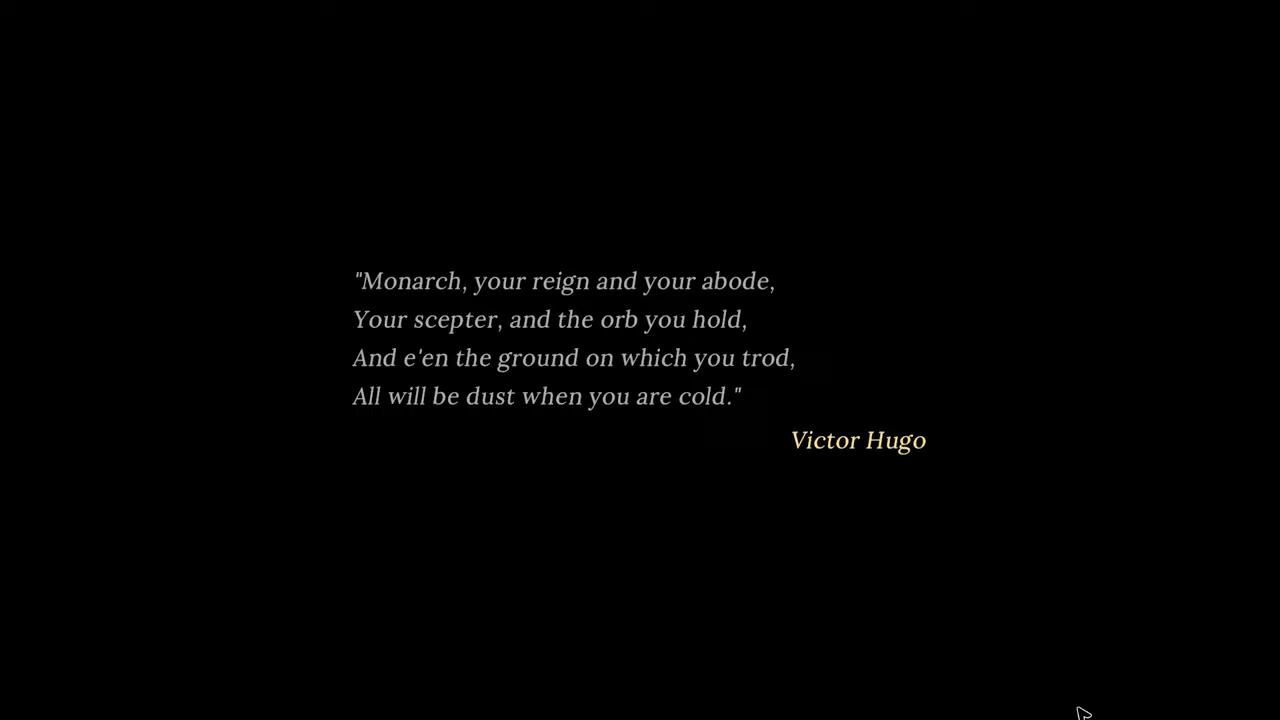 "Monarch, your reign and your abode,
Your scepter, and the orb you hold,
And e'en the ground on which you trod,
All will be dust when you are cold."
Victor Hugo